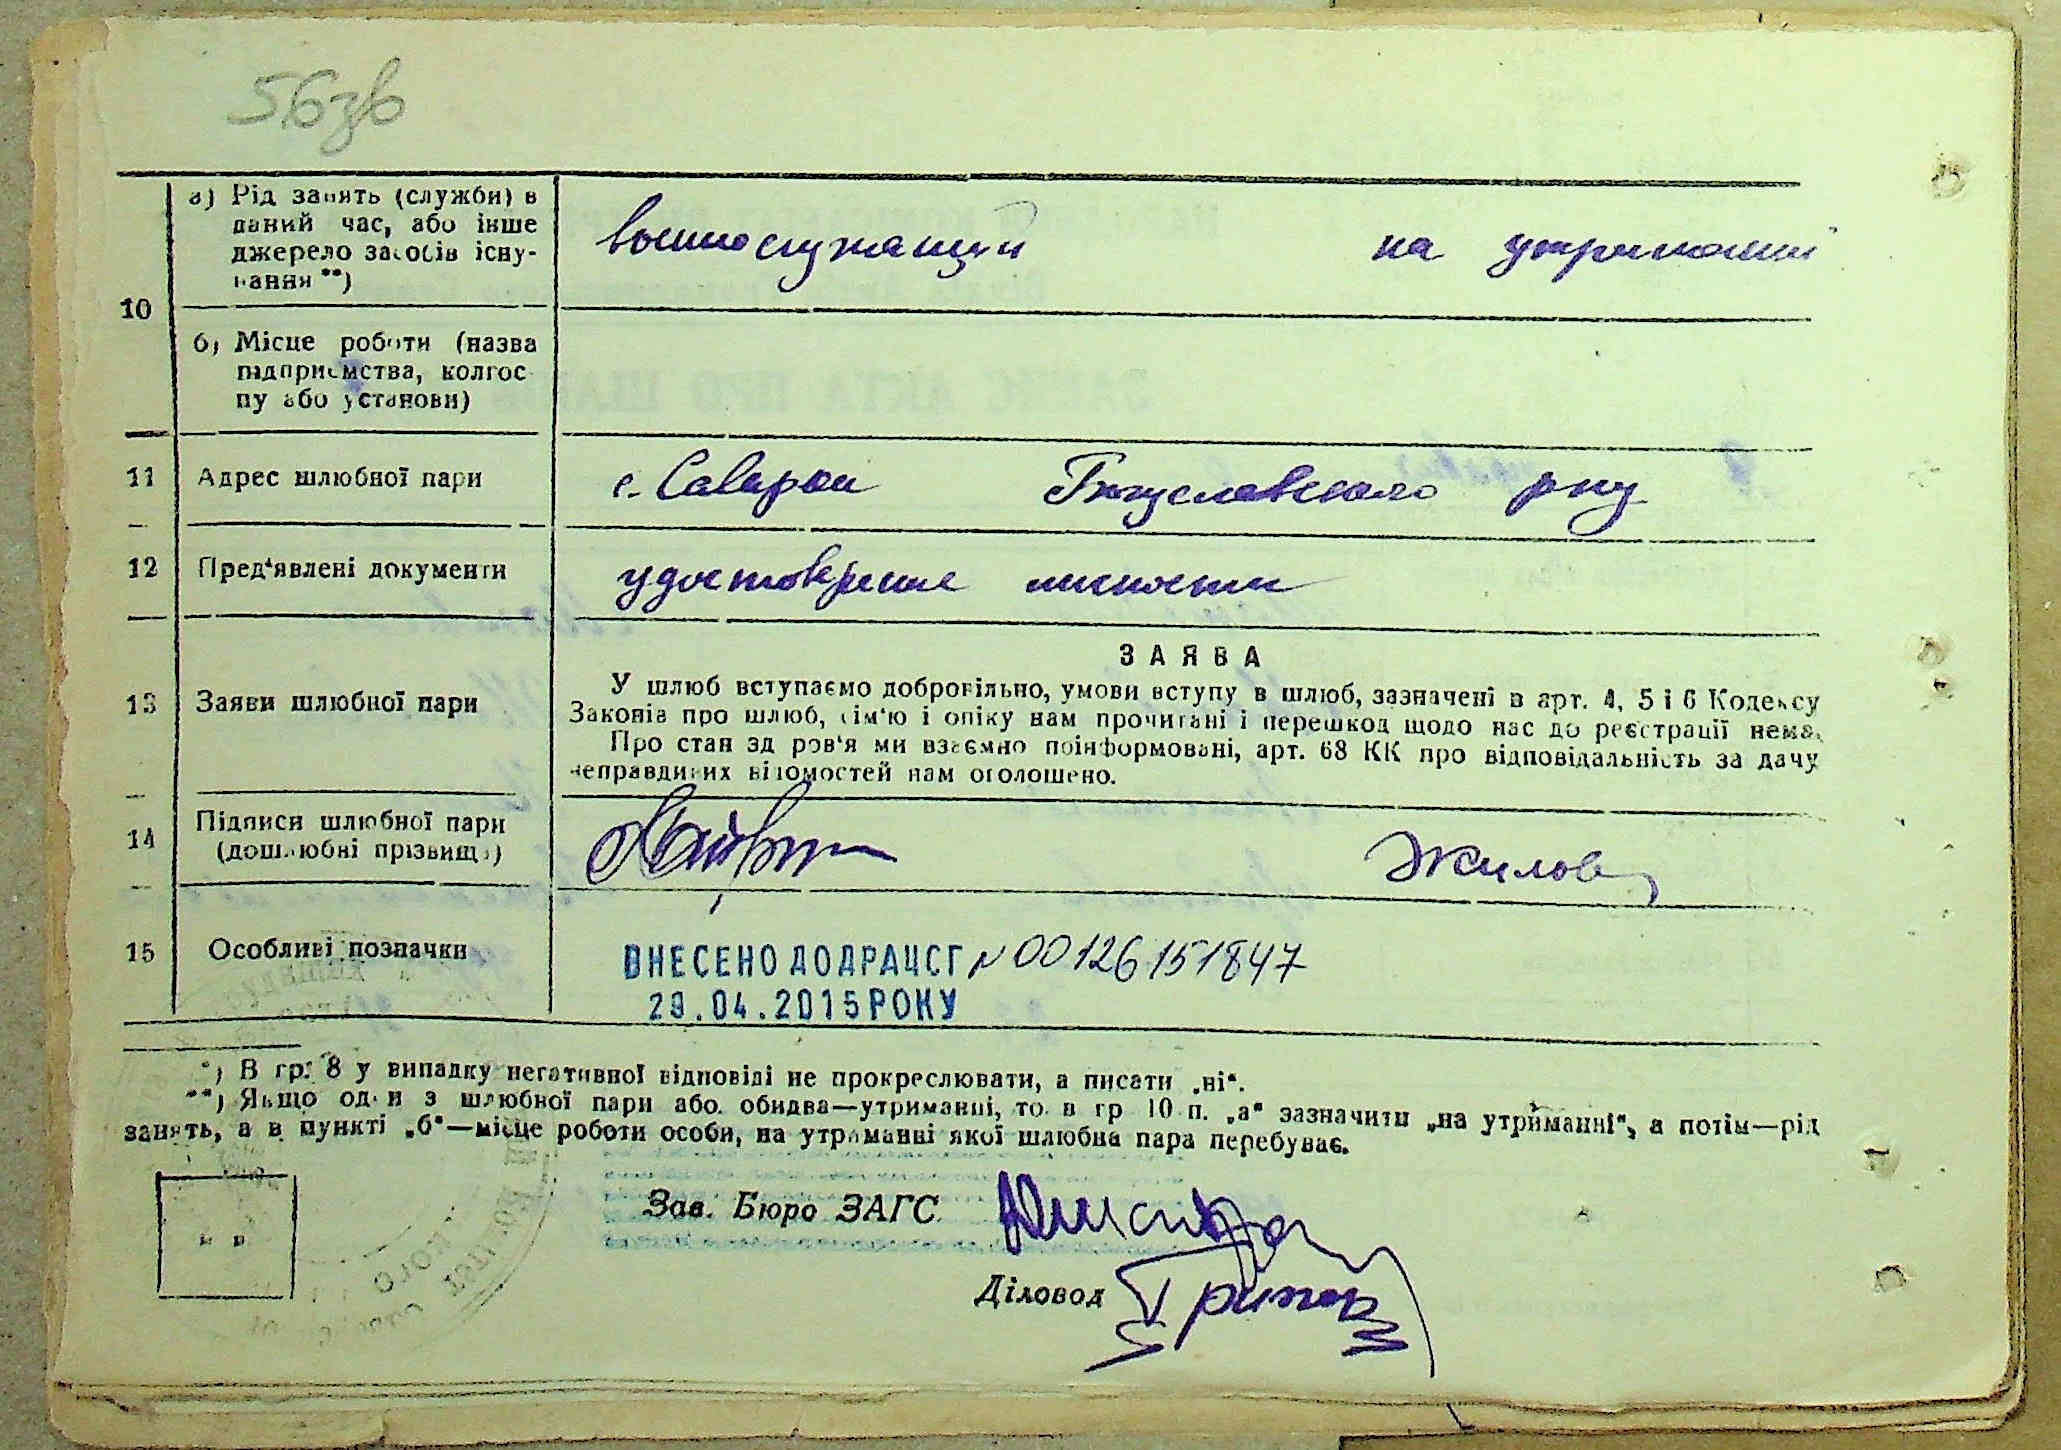 56зв
10
а) Рід занять (служби) в
даний час, або інше
джерело засобів існу-
вання **)
военнослужащий на утриманні
б) Місце роботи (назва
підприємства, колгос-
пу або установи)
11 Адрес шлюбної пари
с. Саварци Богуславского рну
12 Пред'явлені документи
удостоверение личности
13 Заяви шлюбної пари
ЗАЯВА
У шлюб вступаємо добровільно, умови вступу в шлюб, зазначені в арт. 4, 5 і 6 Кодексу
Законів про шлюб, сім'ю і опіку нам прочитані і перешкод щодо нас до реєстрації нема.
Про стан здоров'я ми взаємно поінформовані, арт. 68 КК про відповідальність за дачу
неправдивих відомостей нам оголошено.
14 Підписи шлюбної пари
(дошлюбні прізвища)
Жилова
15 Особливі позначки
ВНЕСЕНО ДО ДРАЦСГ № 00126151847
29.04.2015 РОКУ
*) В гр. 8 у випадку негативної відповіді не прокреслювати, а писати „ні“.
**) Якщо один з шлюбної пари або обидва—утриманці, то в гр 10 п. „а“ зазначити „на утриманні“, а потім—рід
занять, а в пункті „б“—місце роботи особи, на утриманні якої шлюбна пара перебуває.
Зав. Бюро ЗАГС
Діловод